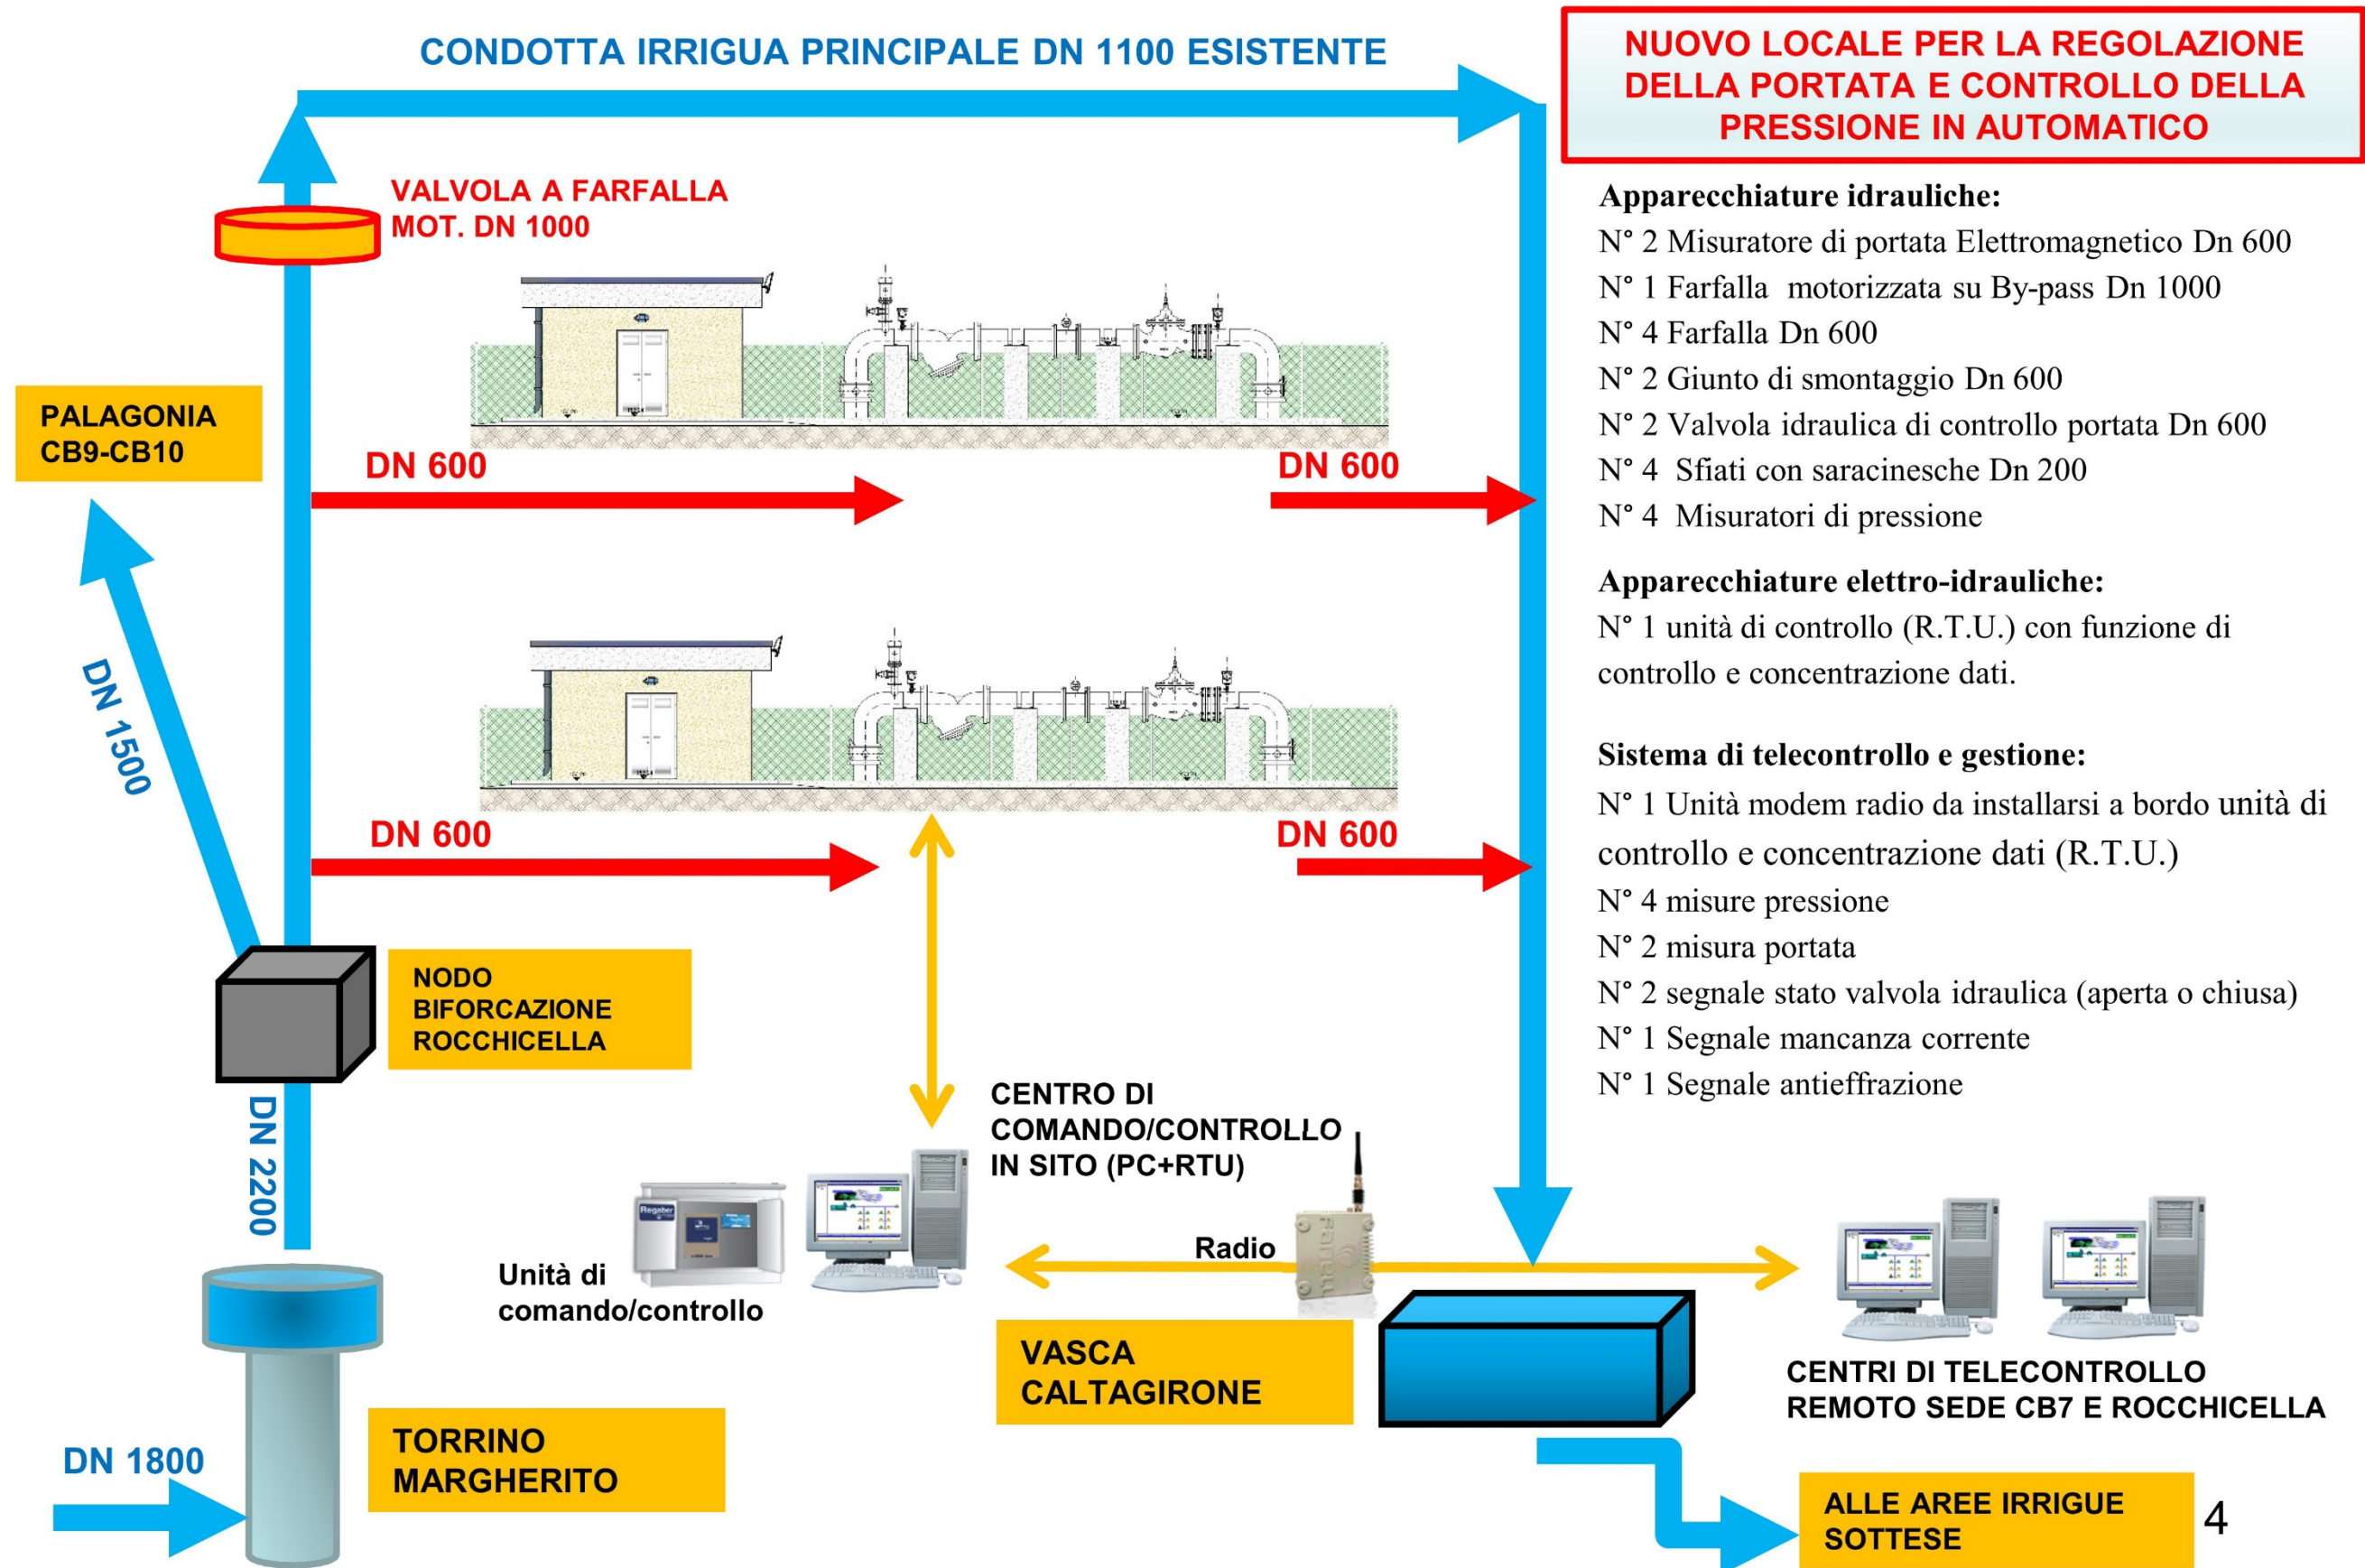 CONDOTTA IRRIGUA PRINCIPALE DN 1100 ESISTENTE
NUOVO LOCALE PER LA REGOLAZIONE
DELLA PORTATA E CONTROLLO DELLA
PRESSIONE IN AUTOMATICO
VALVOLA A FARFALLA
MOT. DN 1000
PALAGONIA
CB9-CB10
DN 600
DN 600
DN 1500
DN 600
DN 600
NODO
BIFORCAZIONE
ROCCHICELLA
DN 2200
CENTRO DI
COMANDO/CONTROLLO
IN SITO (PC+RTU)
Regaber
Unità di
comando/controllo
Radio
Farell
VASCA
CALTAGIRONE
TORRINO
MARGHERITO
DN 1800
Apparecchiature idrauliche:
N° 2 Misuratore di portata Elettromagnetico Dn 600
N° 1 Farfalla motorizzata su By-pass Dn 1000
N° 4 Farfalla Dn 600
N° 2 Giunto di smontaggio Dn 600
N° 2 Valvola idraulica di controllo portata Dn 600
N° 4 Sfiati con saracinesche Dn 200
N° 4 Misuratori di pressione
Apparecchiature elettro-idrauliche:
N° 1 unità di controllo (R.T.U.) con funzione di
controllo e concentrazione dati.
Sistema di telecontrollo e gestione:
N° 1 Unità modem radio da installarsi a bordo unità di
controllo e concentrazione dati (R.T.U.)
N° 4 misure pressione
N° 2 misura portata
N° 2 segnale stato valvola idraulica (aperta o chiusa)
N° 1 Segnale mancanza corrente
N° 1 Segnale antieffrazione
CENTRI DI TELECONTROLLO
REMOTO SEDE CB7 E ROCCHICELLA
ALLE AREE IRRIGUE
SOTTESE
4